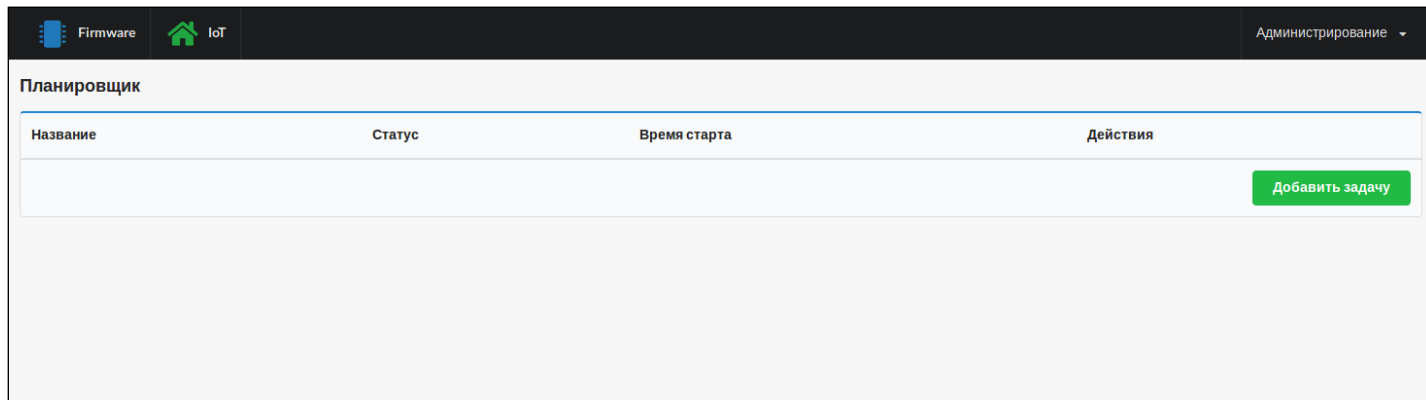 Firmware IoT Администрирование
Планировщик
Название Статус Время старта Действия
Добавить задачу